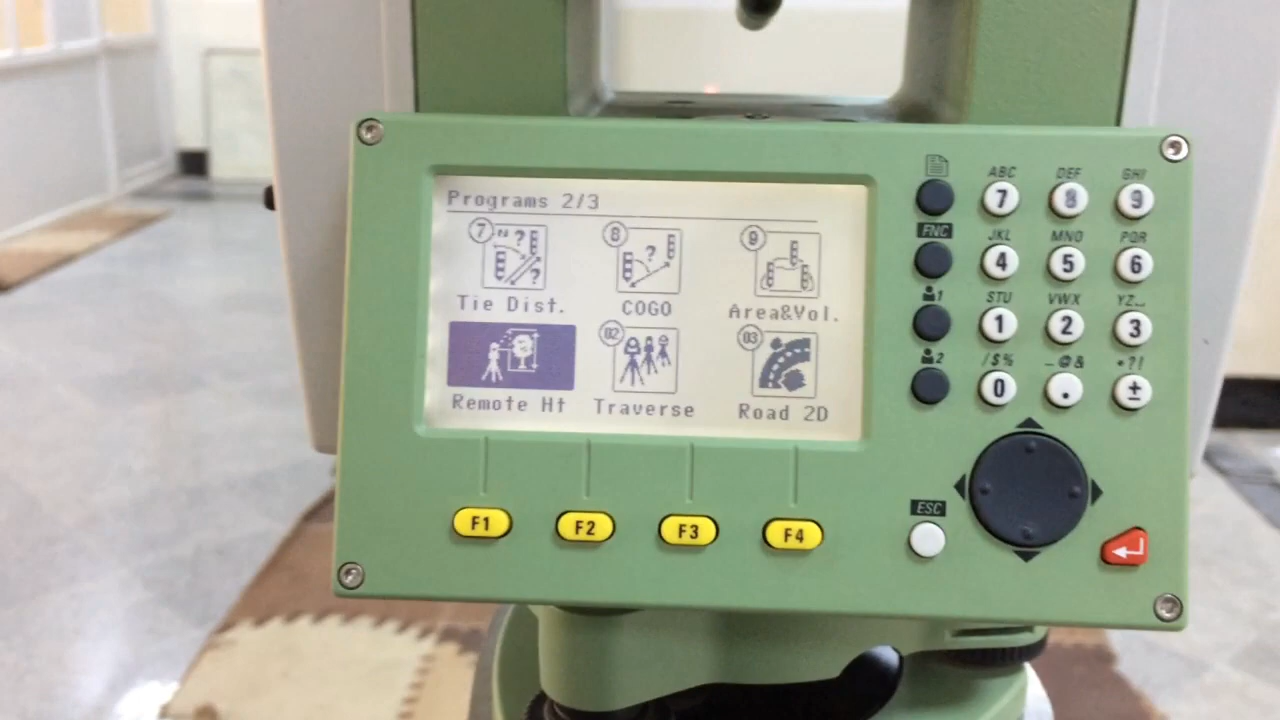 Programs 2/3
7 ? ?
8 ?
9
Tie Dist.
COGO
Area&Vol.
02
03
Remote Ht
Traverse
Road 2D
F1
F2
F3
F4
ABC
DEF
GHI
7
8
9
FNC
JKL
MNO
PQR
4
5
6
1
STU
VWX
YZ␣
1
2
3
2
/$%
_@&
*?!
0
.
±
ESC